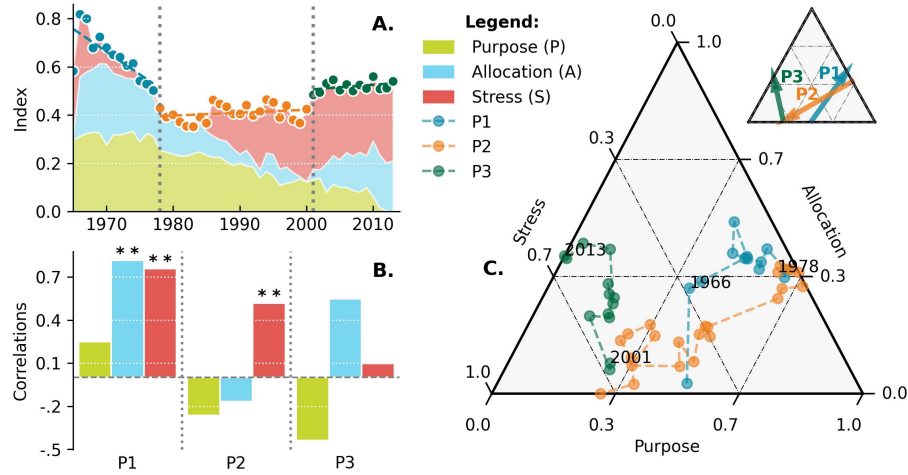 A.
Index
0.8
0.6
0.4
0.2
0.0
1970
1980
1990
2000
2010
Legend:
Purpose (P)
Allocation (A)
Stress (S)
P1
P2
P3
B.
Correlations
0.7
0.4
0.1
-.2
-.5
**
**
**
P1
P2
P3
C.
0.0
1.0
0.3
0.7
0.7
0.3
1.0
0.0
0.0
0.3
0.7
1.0
Stress
Allocation
Purpose
2013
1978
1966
2001
P3
P1
P2